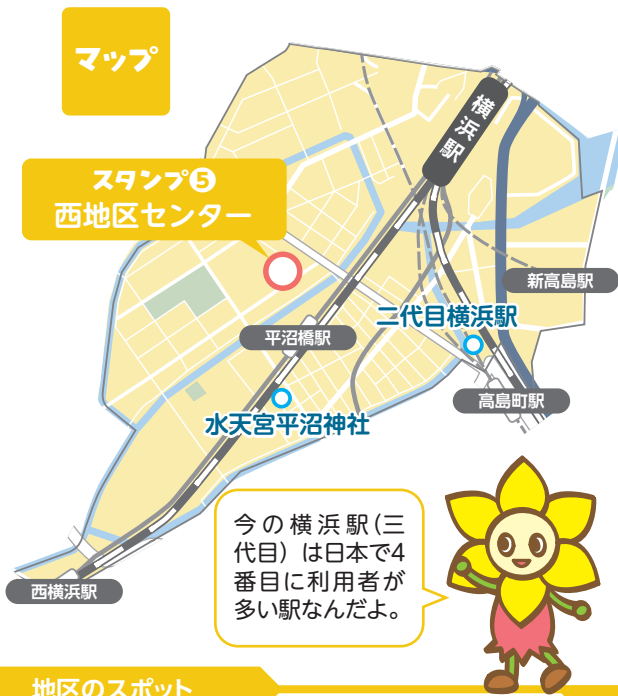 マップ
横浜駅
スタンプ❺
西地区センター
新高島駅
二代目横浜駅
平沼橋駅
高島町駅
水天宮平沼神社
今の横浜駅(三
代目)は日本で4
番目に利用者が
多い駅なんだよ。
西横浜駅
地区のスポット